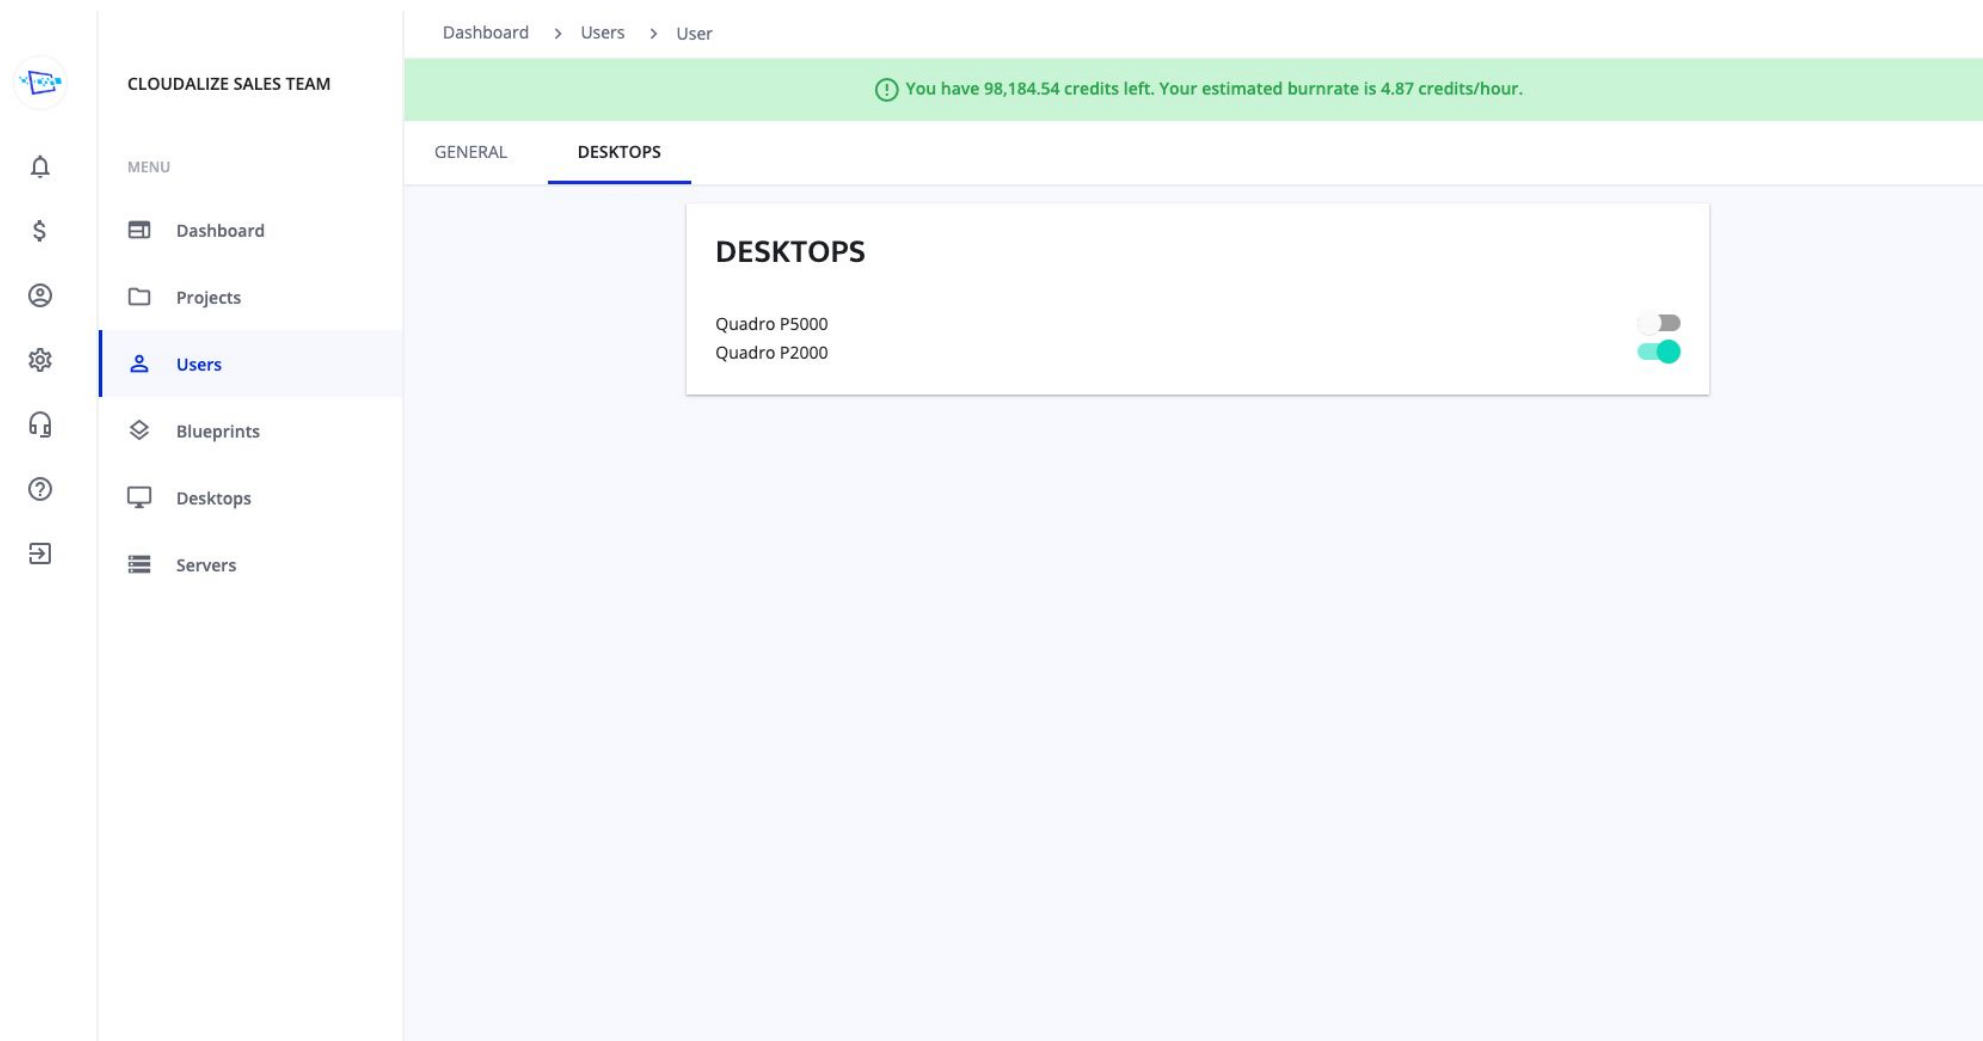 Dashboard > Users > User
CLOUDALIZE SALES TEAM
You have 98,184.54 credits left. Your estimated burnrate is 4.87 credits/hour.
GENERAL DESKTOPS
MENU
Dashboard
Projects
Users
Blueprints
Desktops
Servers
DESKTOPS
Quadro P5000
Quadro P2000